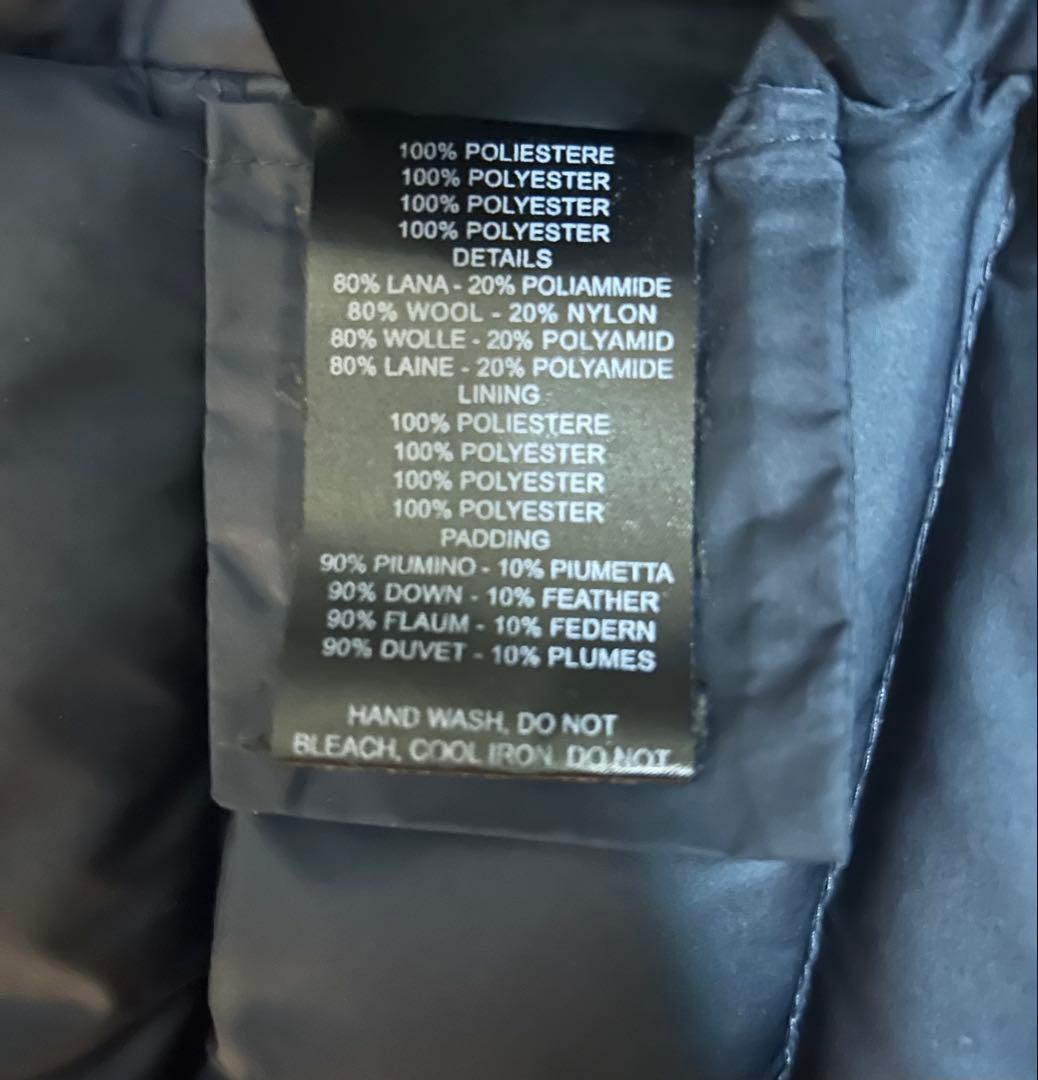 100% POLIESTERE
100% POLYESTER
100% POLYESTER
100% POLYESTER
DETAILS
80% LANA - 20% POLIAMMIDE
80% WOOL - 20% NYLON
80% WOLLE - 20% POLYAMID
80% LAINE - 20% POLYAMIDE
LINING
100% POLIESTERE
100% POLYESTER
100% POLYESTER
100% POLYESTER
PADDING
90% PIUMINO - 10% PIUMETTA
90% DOWN - 10% FEATHER
90% FLAUM - 10% FEDERN
90% DUVET - 10% PLUMES
HAND WASH, DO NOT
BLEACH, COOL IRON, DO NOT